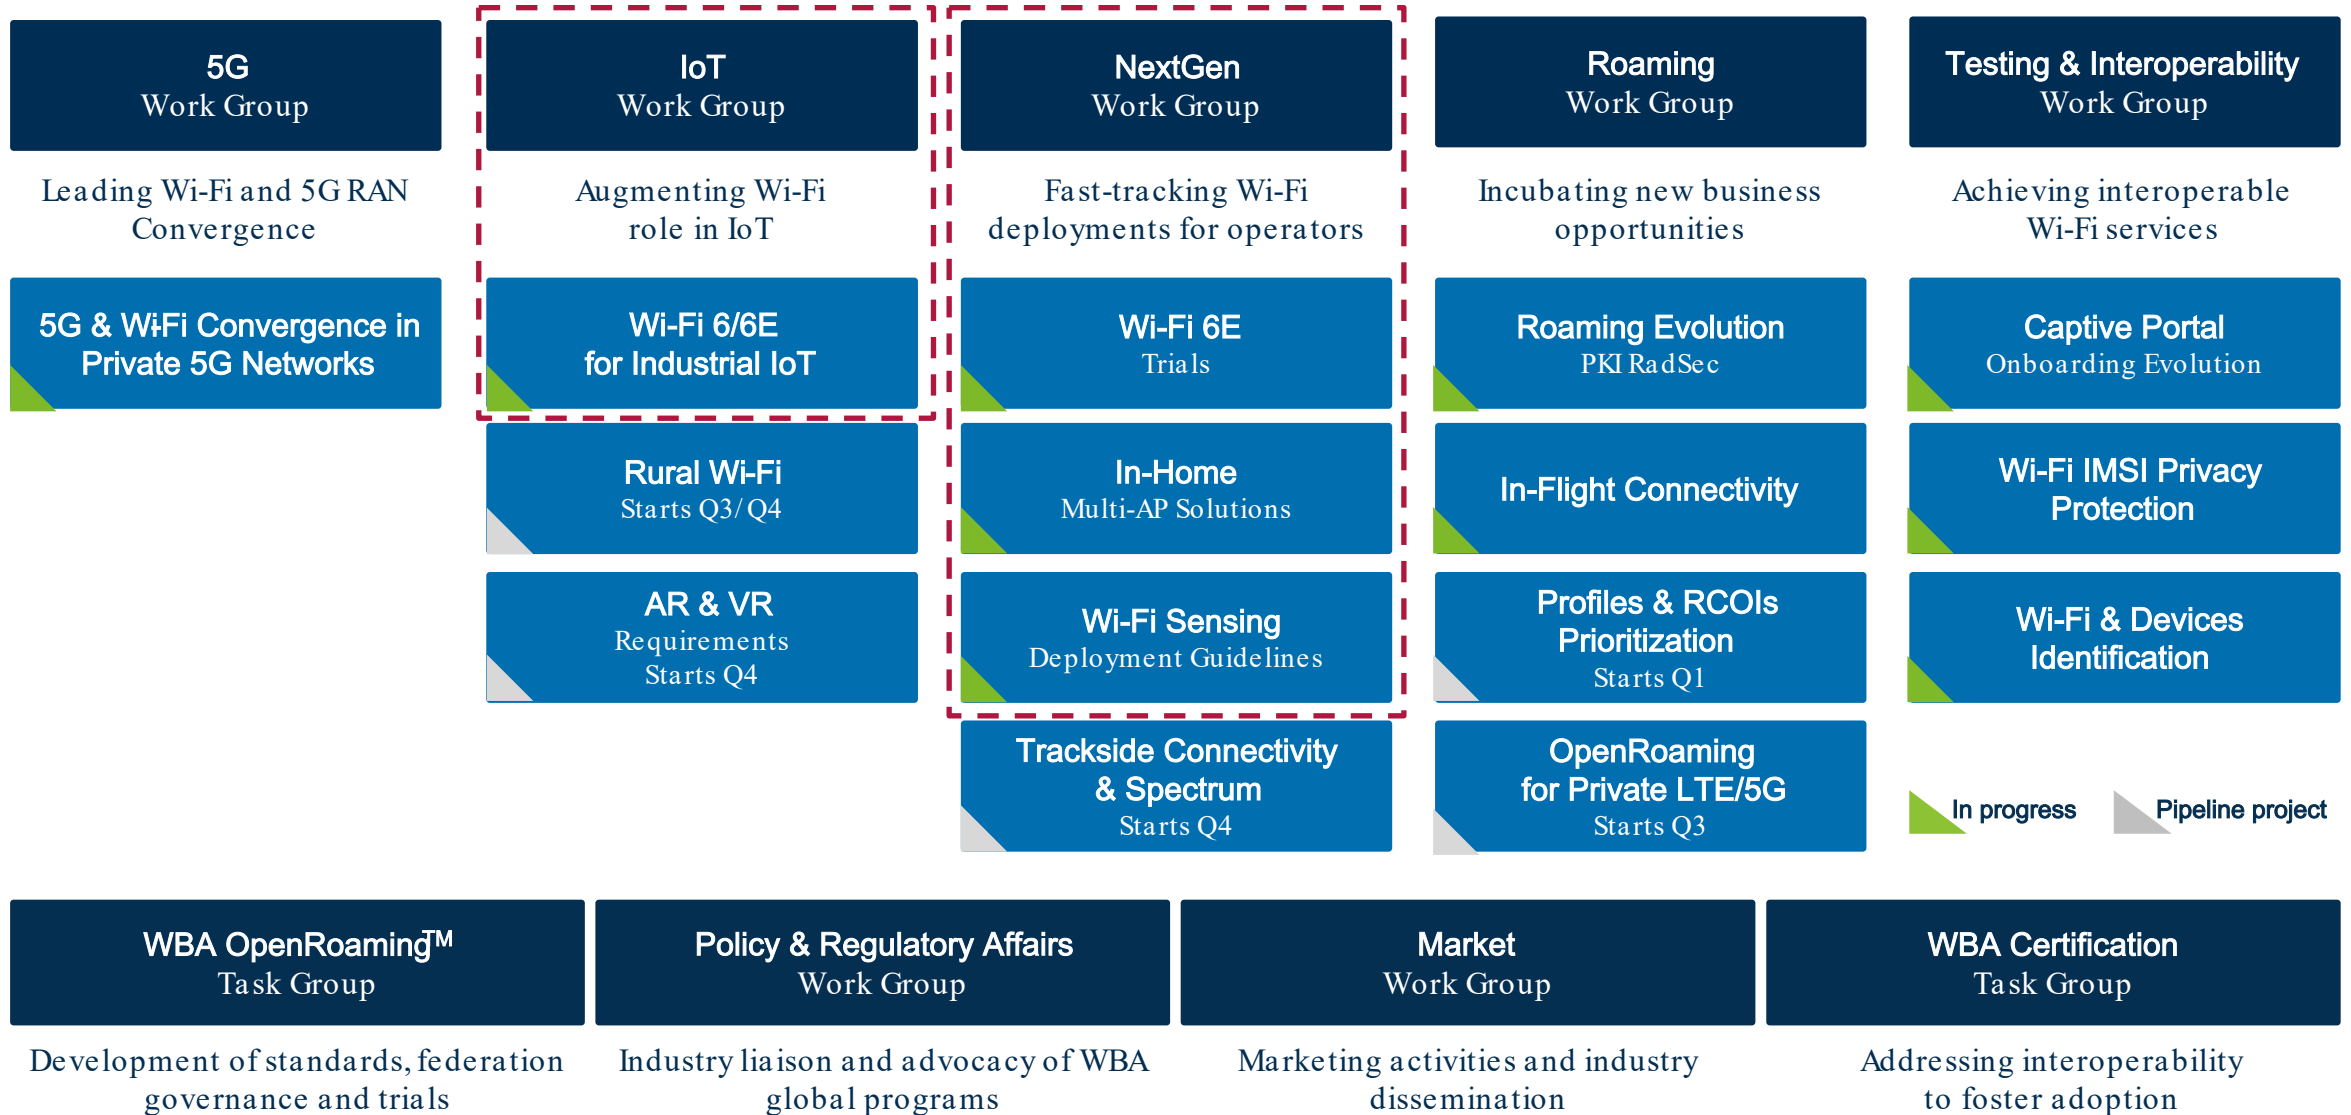 5G
Work Group
Leading Wi-Fi and 5G RAN
Convergence
5G & Wi-Fi Convergence in
Private 5G Networks
IoT
Work Group
Augmenting Wi-Fi
role in IoT
Wi-Fi 6/6E
for Industrial IoT
Rural Wi-Fi
Starts Q3/Q4
AR & VR
Requirements
Starts Q4
NextGen
Work Group
Fast-tracking Wi-Fi
deployments for operators
Wi-Fi 6E
Trials
In-Home
Multi-AP Solutions
Wi-Fi Sensing
Deployment Guidelines
Trackside Connectivity
& Spectrum
Starts Q4
Roaming
Work Group
Incubating new business
opportunities
Roaming Evolution
PKI RadSec
In-Flight Connectivity
Profiles & RCOIs
Prioritization
Starts Q1
OpenRoaming
for Private LTE/5G
Starts Q3
Testing & Interoperability
Work Group
Achieving interoperable
Wi-Fi services
Captive Portal
Onboarding Evolution
Wi-Fi IMSI Privacy
Protection
Wi-Fi & Devices
Identification
In progress
Pipeline project
WBA OpenRoaming™
Task Group
Development of standards, federation
governance and trials
Policy & Regulatory Affairs
Work Group
Industry liaison and advocacy of WBA
global programs
Market
Work Group
Marketing activities and industry
dissemination
WBA Certification
Task Group
Addressing interoperability
to foster adoption